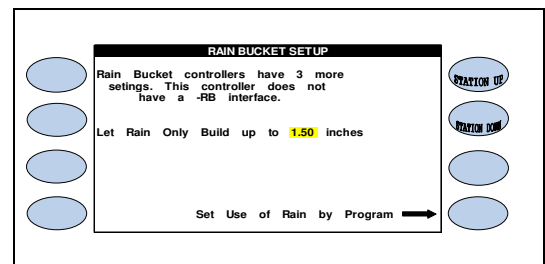 RAIN BUCKET SETUP
Rain Bucket controllers have 3 more
setings. This controller does not
have a -RB interface.
STATION UP
STATION DOWN
Let Rain Only Build up to 1.50 inches
Set Use of Rain by Program